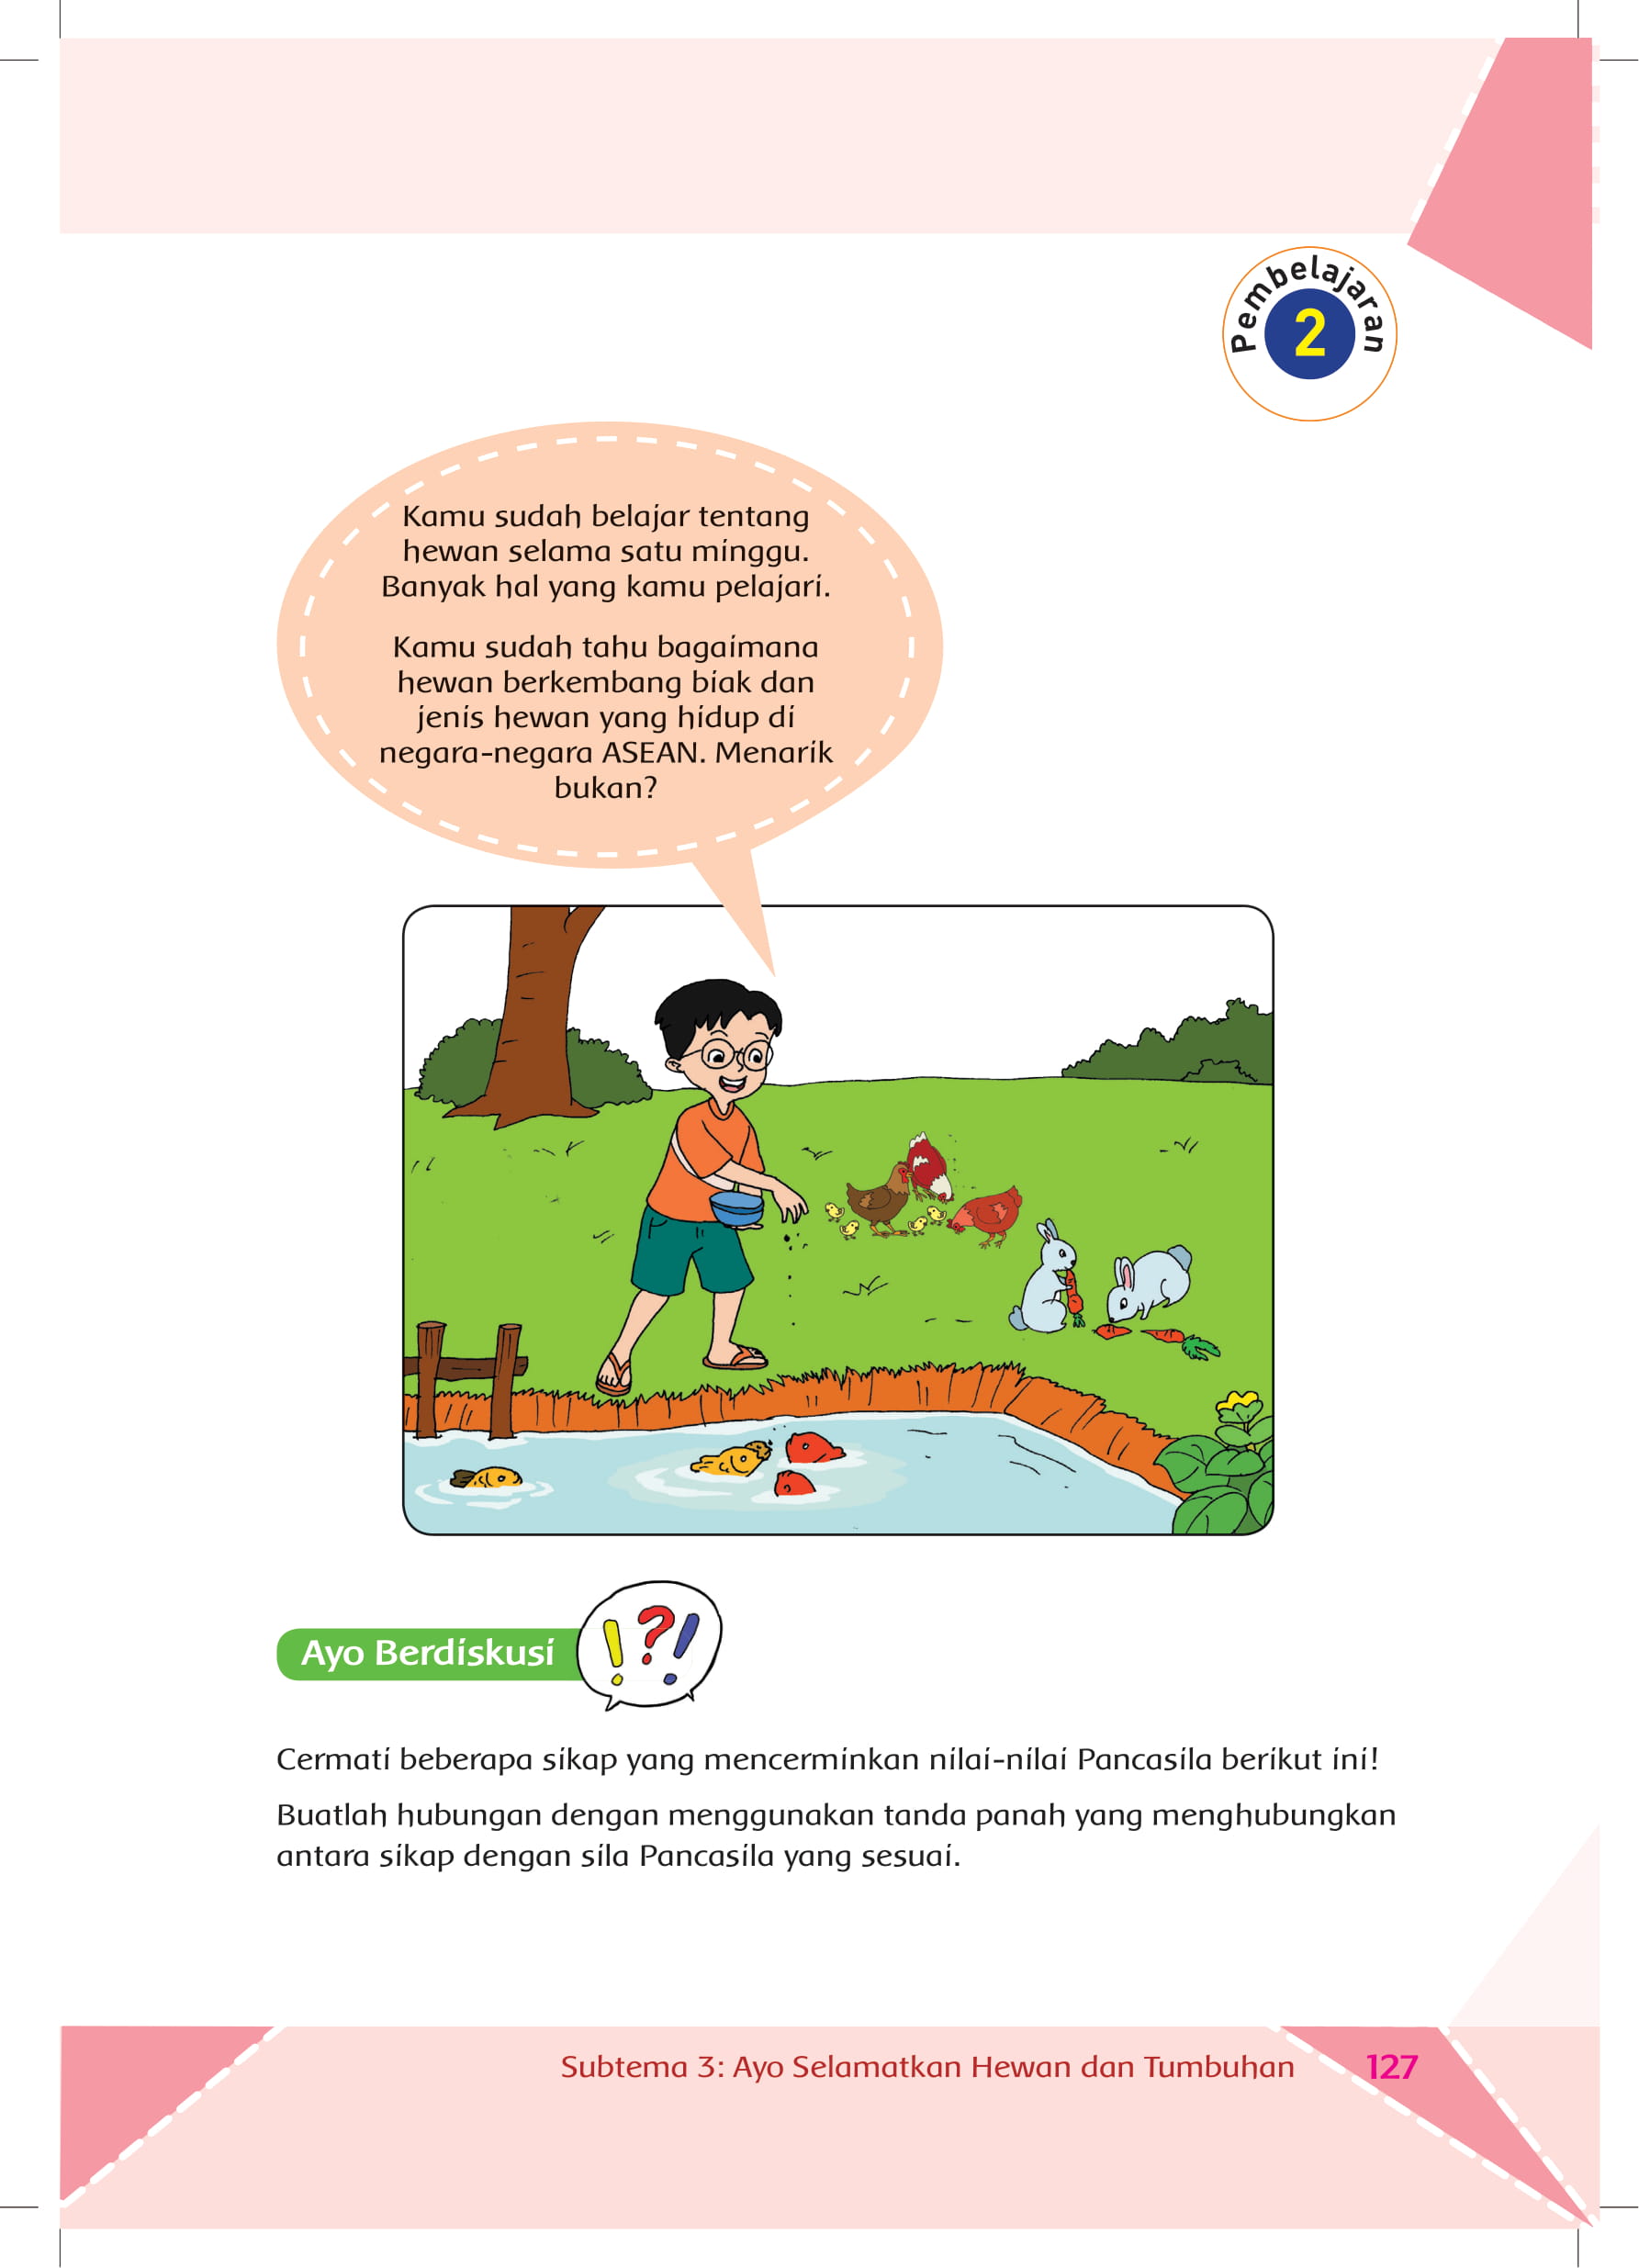 Pembelajaran
2
Kamu sudah belajar tentang
hewan selama satu minggu.
Banyak hal yang kamu pelajari.
Kamu sudah tahu bagaimana
hewan berkembang biak dan
jenis hewan yang hidup di
negara-negara ASEAN. Menarik
bukan?
Ayo Berdiskusi
!?!
Cermati beberapa sikap yang mencerminkan nilai-nilai Pancasila berikut ini!
Buatlah hubungan dengan menggunakan tanda panah yang menghubungkan
antara sikap dengan sila Pancasila yang sesuai.
Subtema 3: Ayo Selamatkan Hewan dan Tumbuhan 127